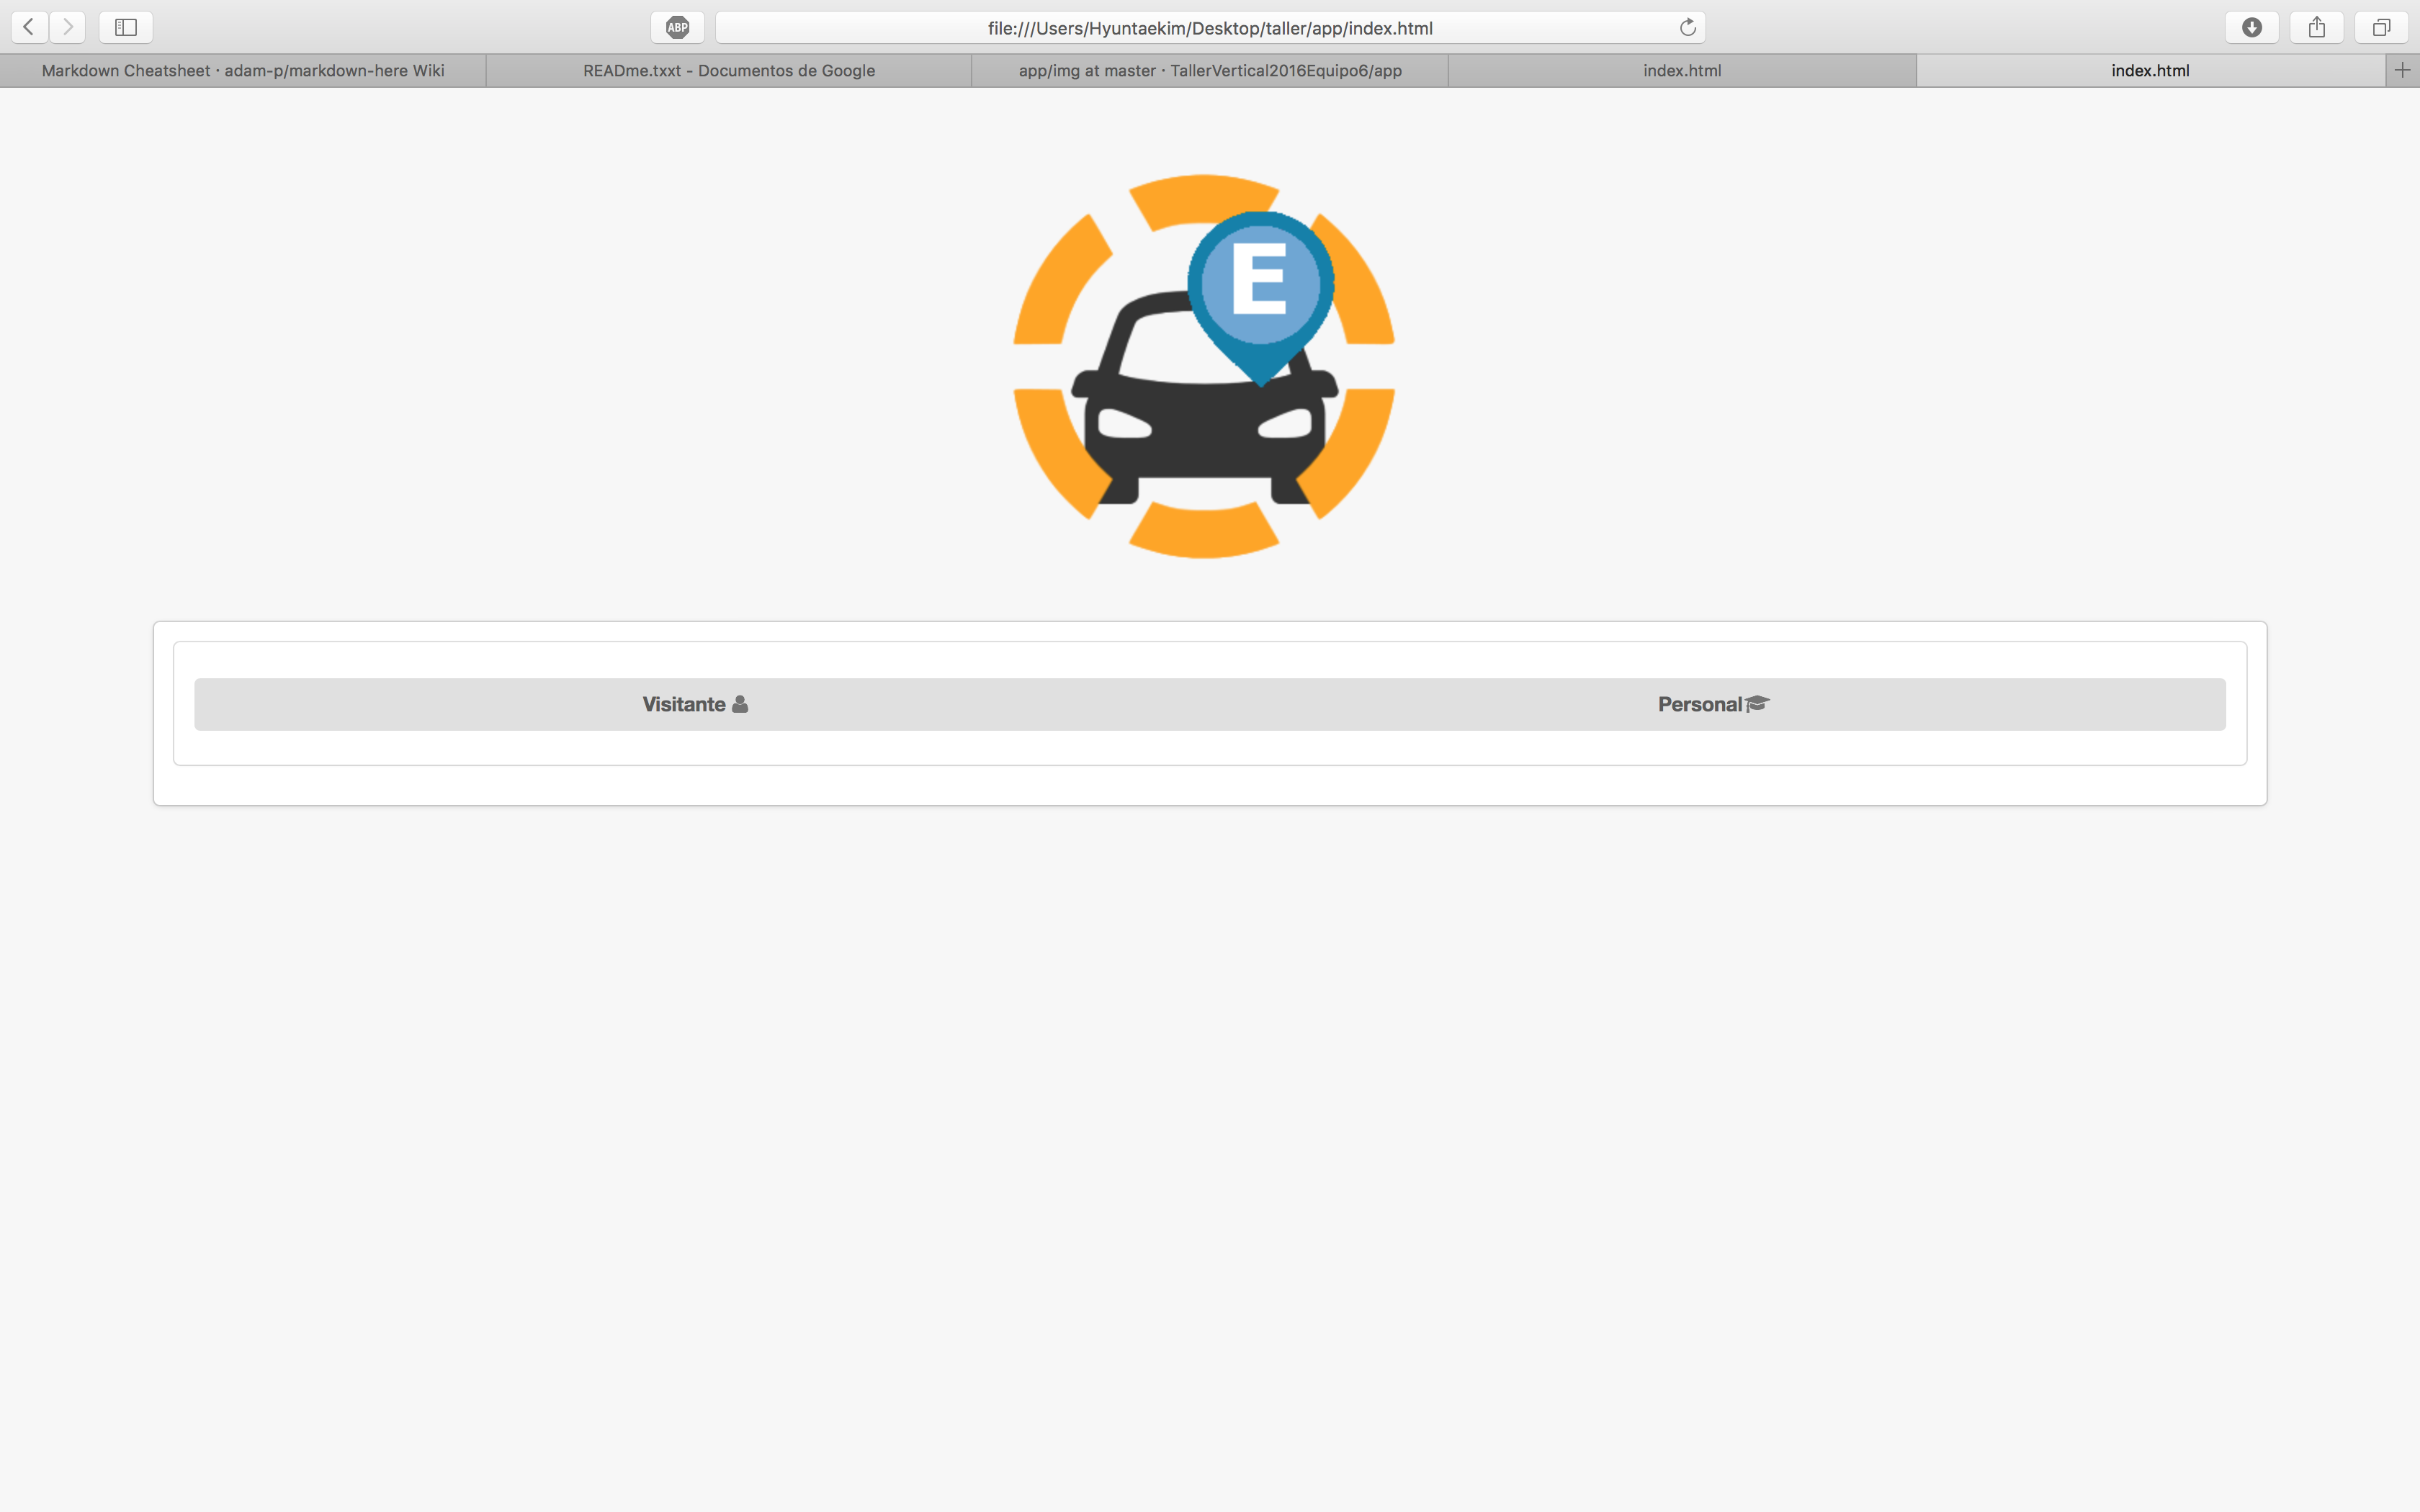 ABP
file:///Users/Hyuntaekim/Desktop/taller/app/index.html
Markdown Cheatsheet · adam-p/markdown-here Wiki
READme.txxt - Documentos de Google
app/img at master · TallerVertical2016Equipo6/app
index.html
index.html
E
Visitante
Personal